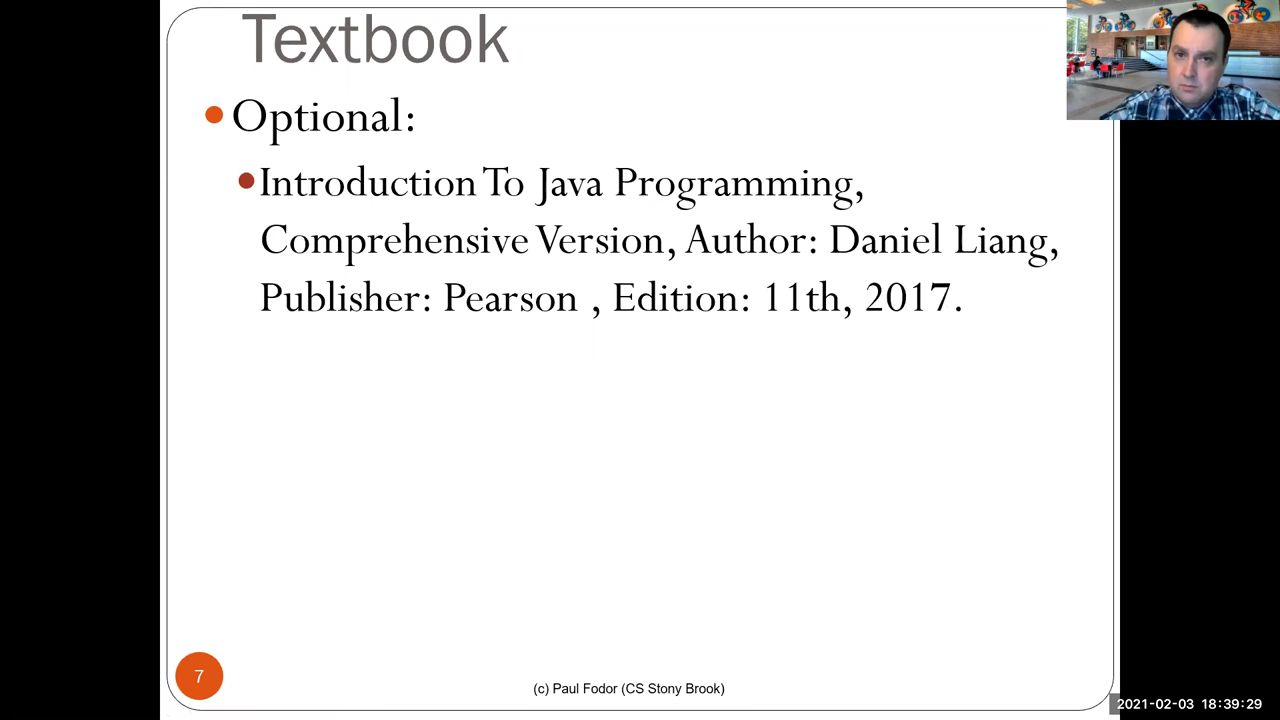 Textbook
Optional:
Introduction To Java Programming,
Comprehensive Version, Author: Daniel Liang,
Publisher: Pearson , Edition: 11th, 2017.
7
(c) Paul Fodor (CS Stony Brook)
2021-02-03 18:39:29